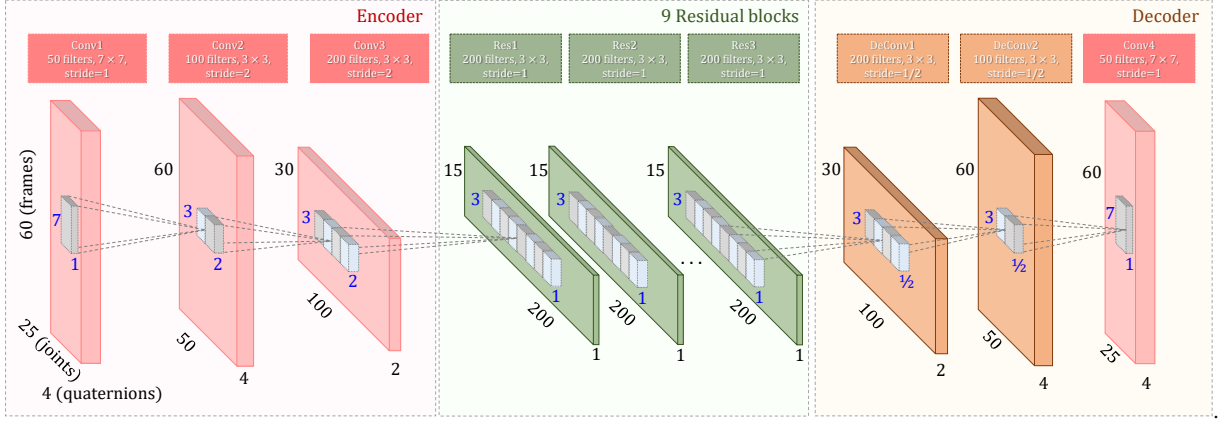 Encoder
9 Residual blocks
Decoder
Conv1
50 filters, 7 × 7,
stride=1
Conv2
100 filters, 3 × 3,
stride=2
Conv3
200 filters, 3 × 3,
stride=2
Res1
200 filters, 3 × 3,
stride=1
Res2
200 filters, 3 × 3,
stride=1
Res3
200 filters, 3 × 3,
stride=1
DeConv1
200 filters, 3 × 3,
stride=1/2
DeConv2
100 filters, 3 × 3,
stride=1/2
Conv4
50 filters, 7 × 7,
stride=1
60 (frames)
7
1
25 (joints)
4 (quaternions)
60
3
2
50
4
30
3
2
100
2
15
3
1
200
1
15
1
200
1
...
15
3
1
200
1
30
3
½
100
2
60
3
½
50
4
60
7
1
25
4
.